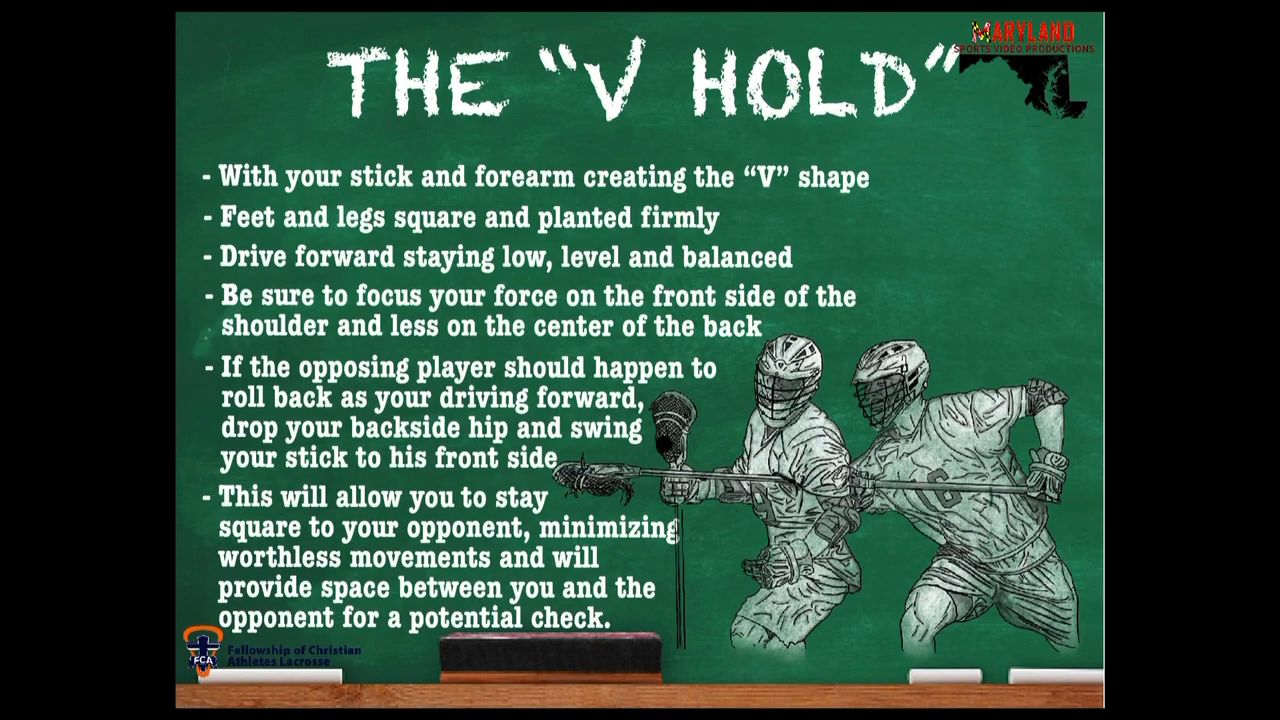 MARYLAND
SPORTS VIDEO PRODUCTIONS
THE “V HOLD”
- With your stick and forearm creating the “V” shape
- Feet and legs square and planted firmly
- Drive forward staying low, level and balanced
- Be sure to focus your force on the front side of the
shoulder and less on the center of the back
- If the opposing player should happen to
roll back as your driving forward,
drop your backside hip and swing
your stick to his front side
- This will allow you to stay
square to your opponent, minimizing
worthless movements and will
provide space between you and the
opponent for a potential check.
FCA
Fellowship of Christian
Athletes Lacrosse
16